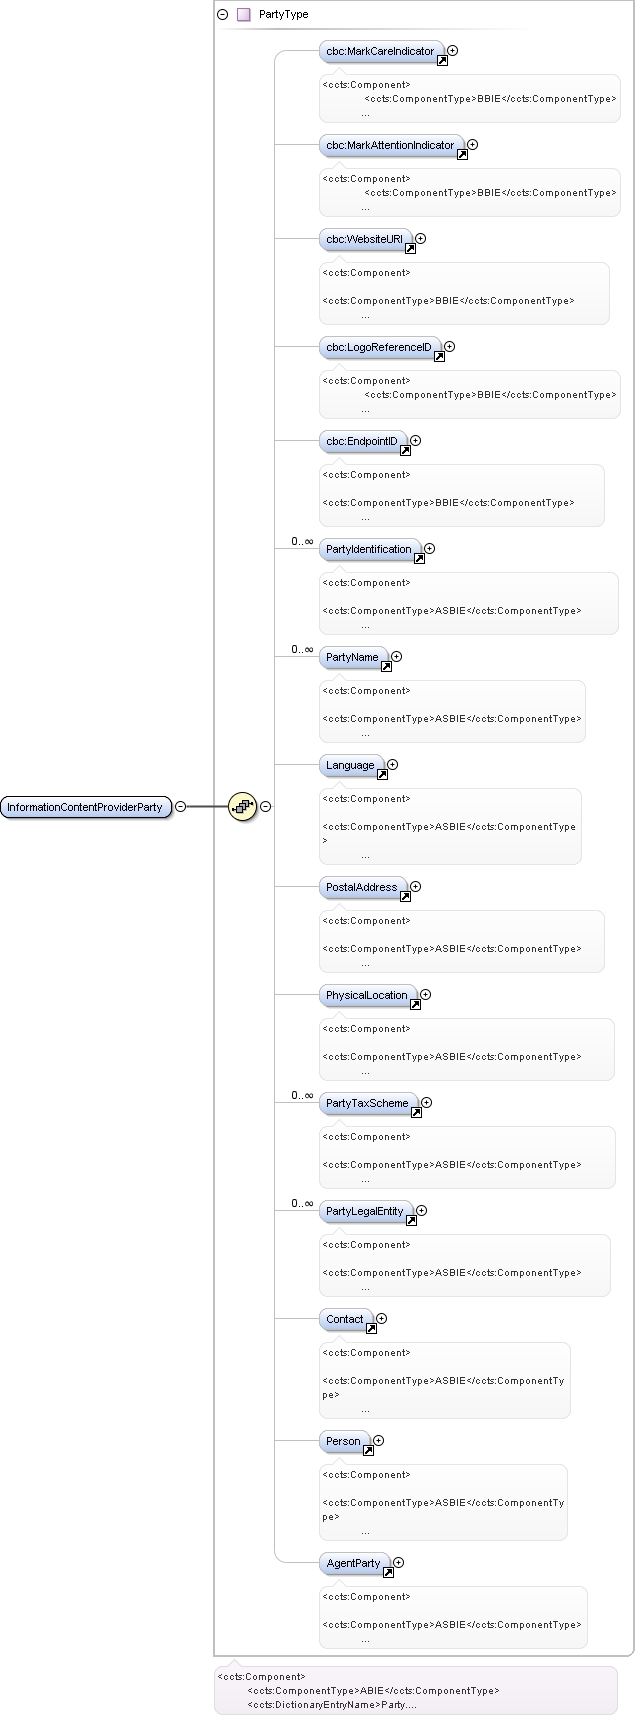 PartyType
cbc:MarkCareIndicator
<ccts:Component>
<ccts:ComponentType>BBIE</ccts:ComponentType>
...
cbc:MarkAttentionIndicator
<ccts:Component>
<ccts:ComponentType>BBIE</ccts:ComponentType>
...
cbc:WebsiteURI
<ccts:Component>
<ccts:ComponentType>BBIE</ccts:ComponentType>
...
cbc:LogoReferenceID
<ccts:Component>
<ccts:ComponentType>BBIE</ccts:ComponentType>
...
cbc:EndpointID
<ccts:Component>
<ccts:ComponentType>BBIE</ccts:ComponentType>
...
0..∞
PartyIdentification
<ccts:Component>
<ccts:ComponentType>ASBIE</ccts:ComponentType>
...
0..∞
PartyName
<ccts:Component>
<ccts:ComponentType>ASBIE</ccts:ComponentType>
...
Language
<ccts:Component>
<ccts:ComponentType>ASBIE</ccts:ComponentType
>
...
InformationContentProviderParty
PostalAddress
<ccts:Component>
<ccts:ComponentType>ASBIE</ccts:ComponentType>
...
PhysicalLocation
<ccts:Component>
<ccts:ComponentType>ASBIE</ccts:ComponentType>
...
0..∞
PartyTaxScheme
<ccts:Component>
<ccts:ComponentType>ASBIE</ccts:ComponentType>
...
0..∞
PartyLegalEntity
<ccts:Component>
<ccts:ComponentType>ASBIE</ccts:ComponentType>
...
Contact
<ccts:Component>
<ccts:ComponentType>ASBIE</ccts:ComponentTy
pe>
...
Person
<ccts:Component>
<ccts:ComponentType>ASBIE</ccts:ComponentTy
pe>
...
AgentParty
<ccts:Component>
<ccts:ComponentType>ASBIE</ccts:ComponentType>
...
<ccts:Component>
<ccts:ComponentType>ABIE</ccts:ComponentType>
<ccts:DictionaryEntryName>Party....